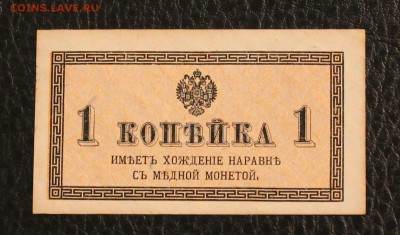 COINS.LAVE.RU
1 КОПѢЙКА 1
ИМѢЕТЪ ХОЖДЕНІЕ НАРАВНѢ
СЪ МѢДНОЙ МОНЕТОЙ.